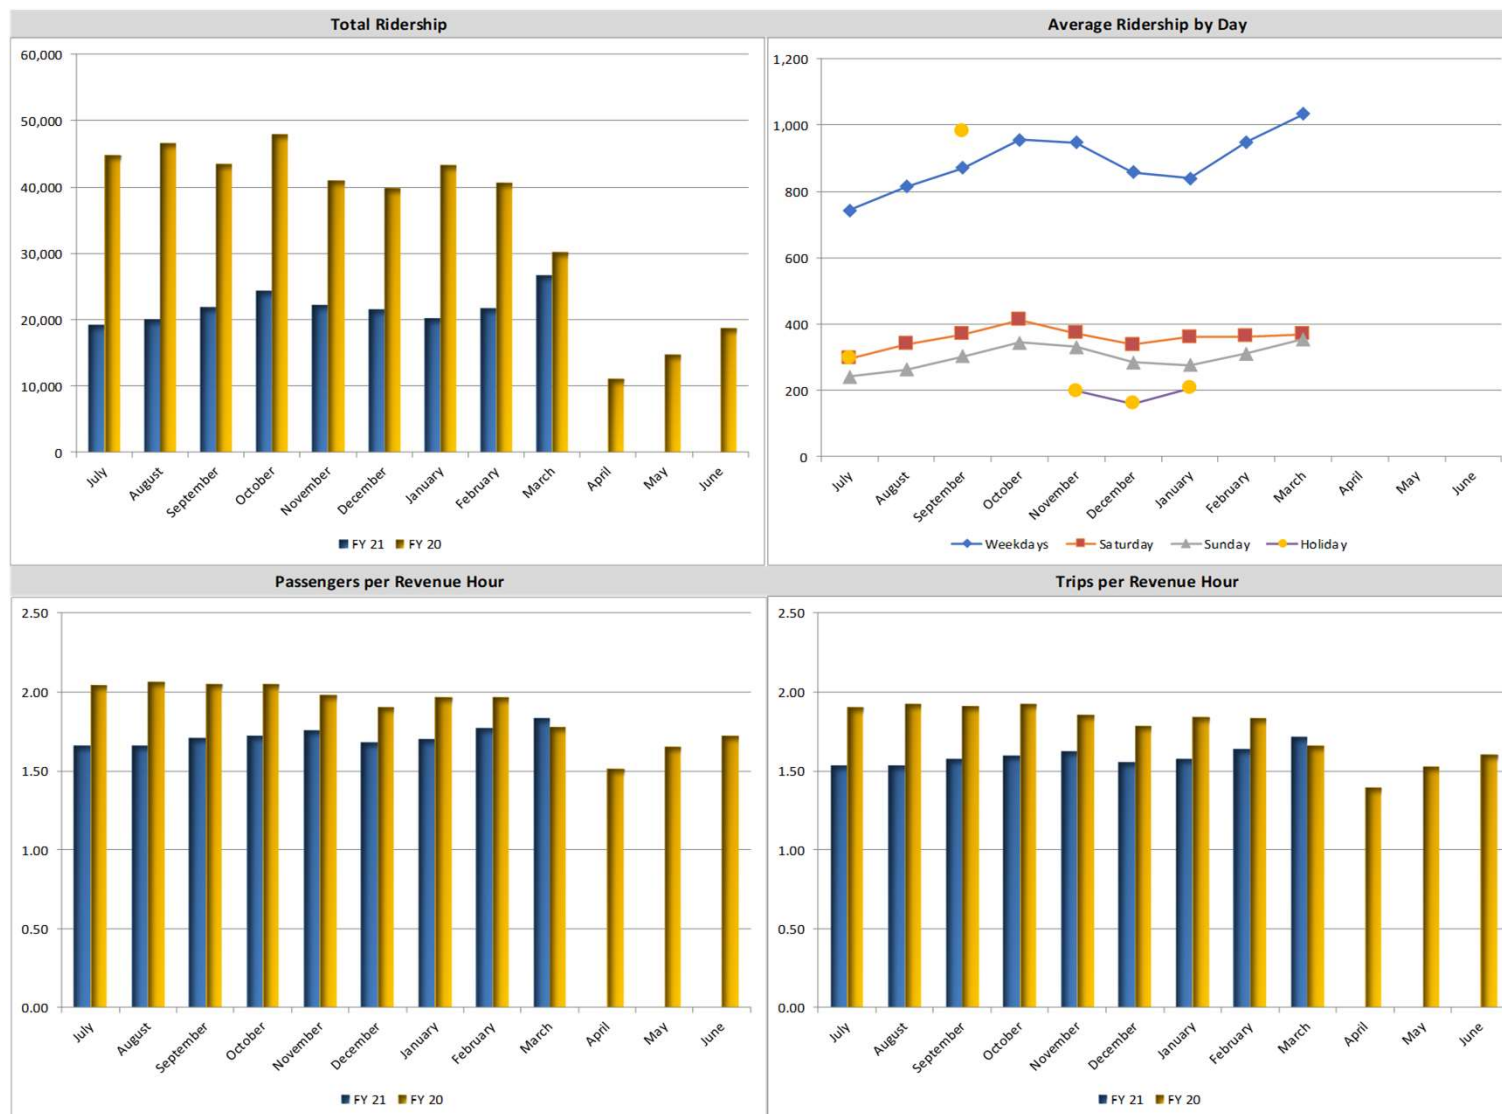 Total Ridership
60,000
50,000
40,000
30,000
20,000
10,000
0
July
August
September
October
November
December
January
February
March
April
May
June
FY 21 FY 20
Average Ridership by Day
1,200
1,000
800
600
400
200
0
July
August
September
October
November
December
January
February
March
April
May
June
Weekdays Saturday Sunday Holiday
Passengers per Revenue Hour
2.50
2.00
1.50
1.00
0.50
0.00
July
August
September
October
November
December
January
February
March
April
May
June
FY 21 FY 20
Trips per Revenue Hour
2.50
2.00
1.50
1.00
0.50
0.00
July
August
September
October
November
December
January
February
March
April
May
June
FY 21 FY 20